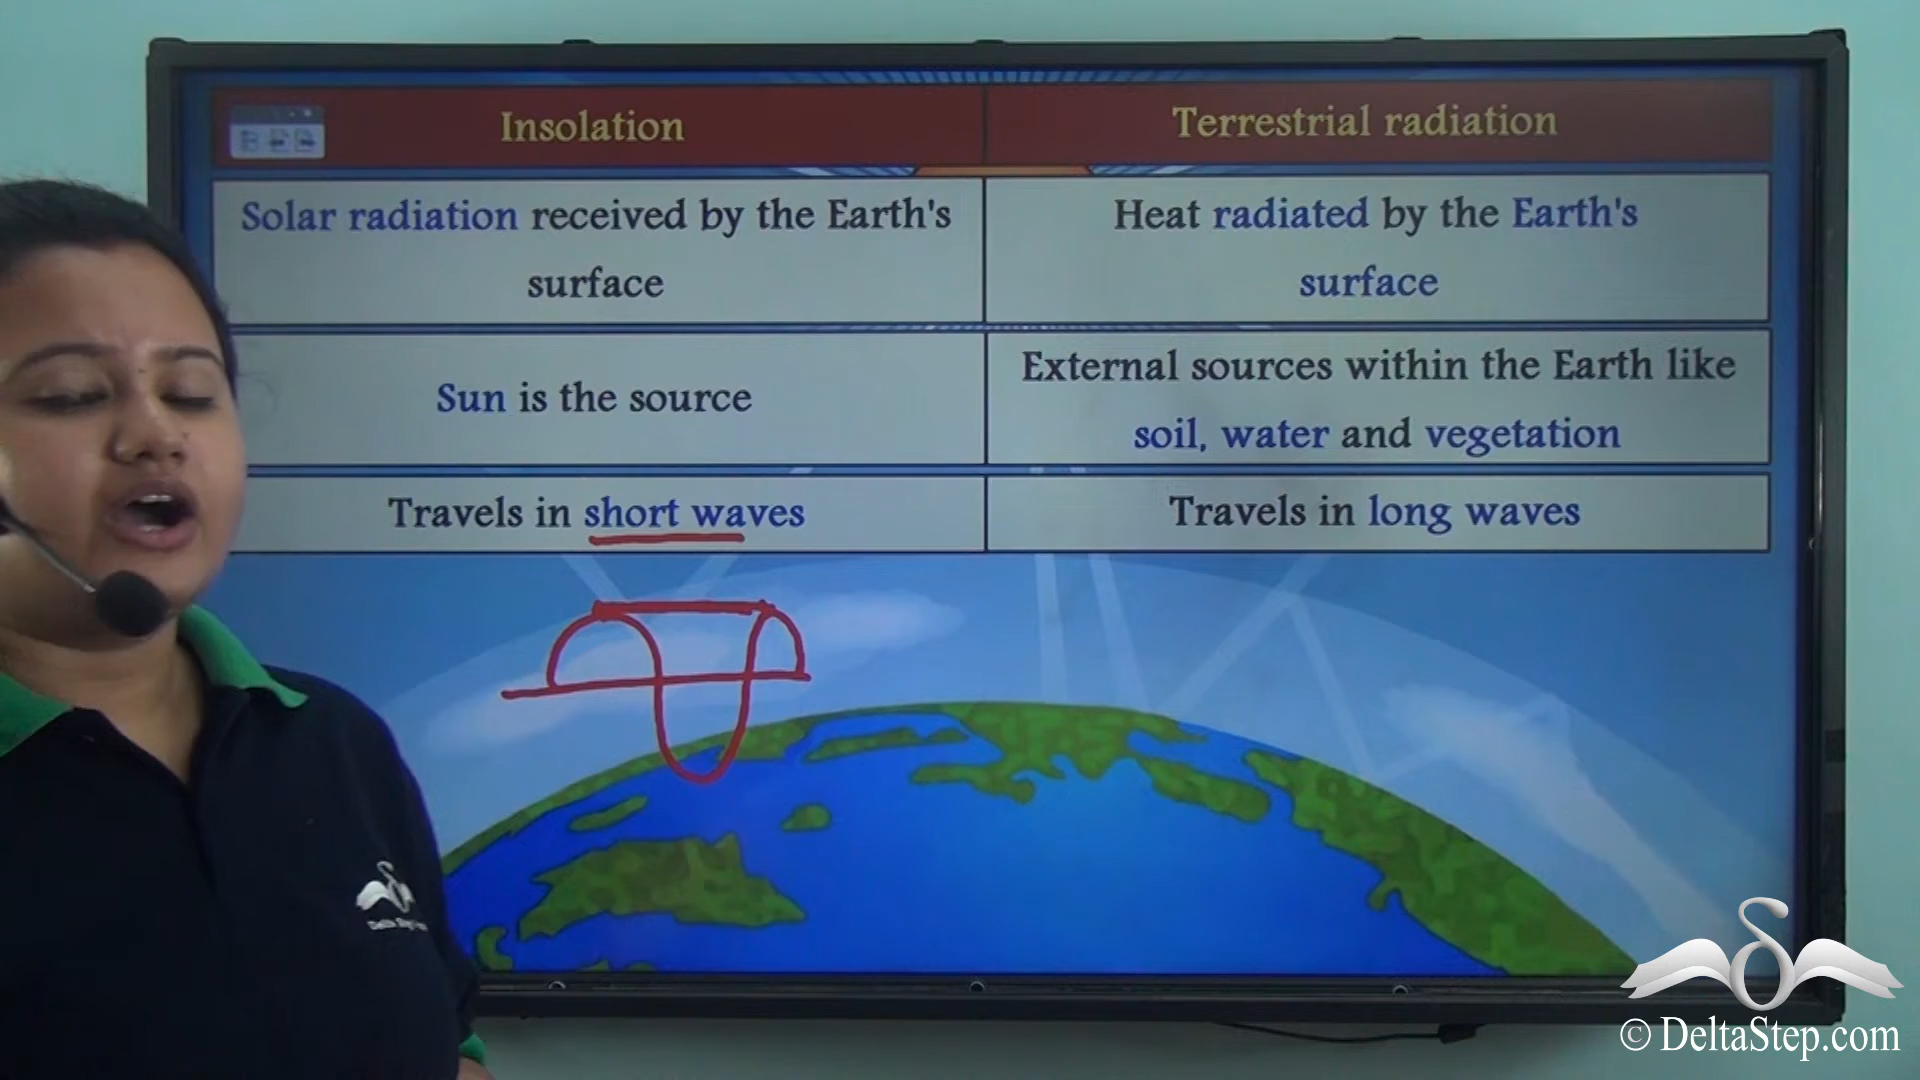 Insolation
Terrestrial radiation
Solar radiation received by the Earth's
surface
Heat radiated by the Earth's
surface
Sun is the source
External sources within the Earth like
soil, water and vegetation
Travels in short waves
Travels in long waves
© DeltaStep.com